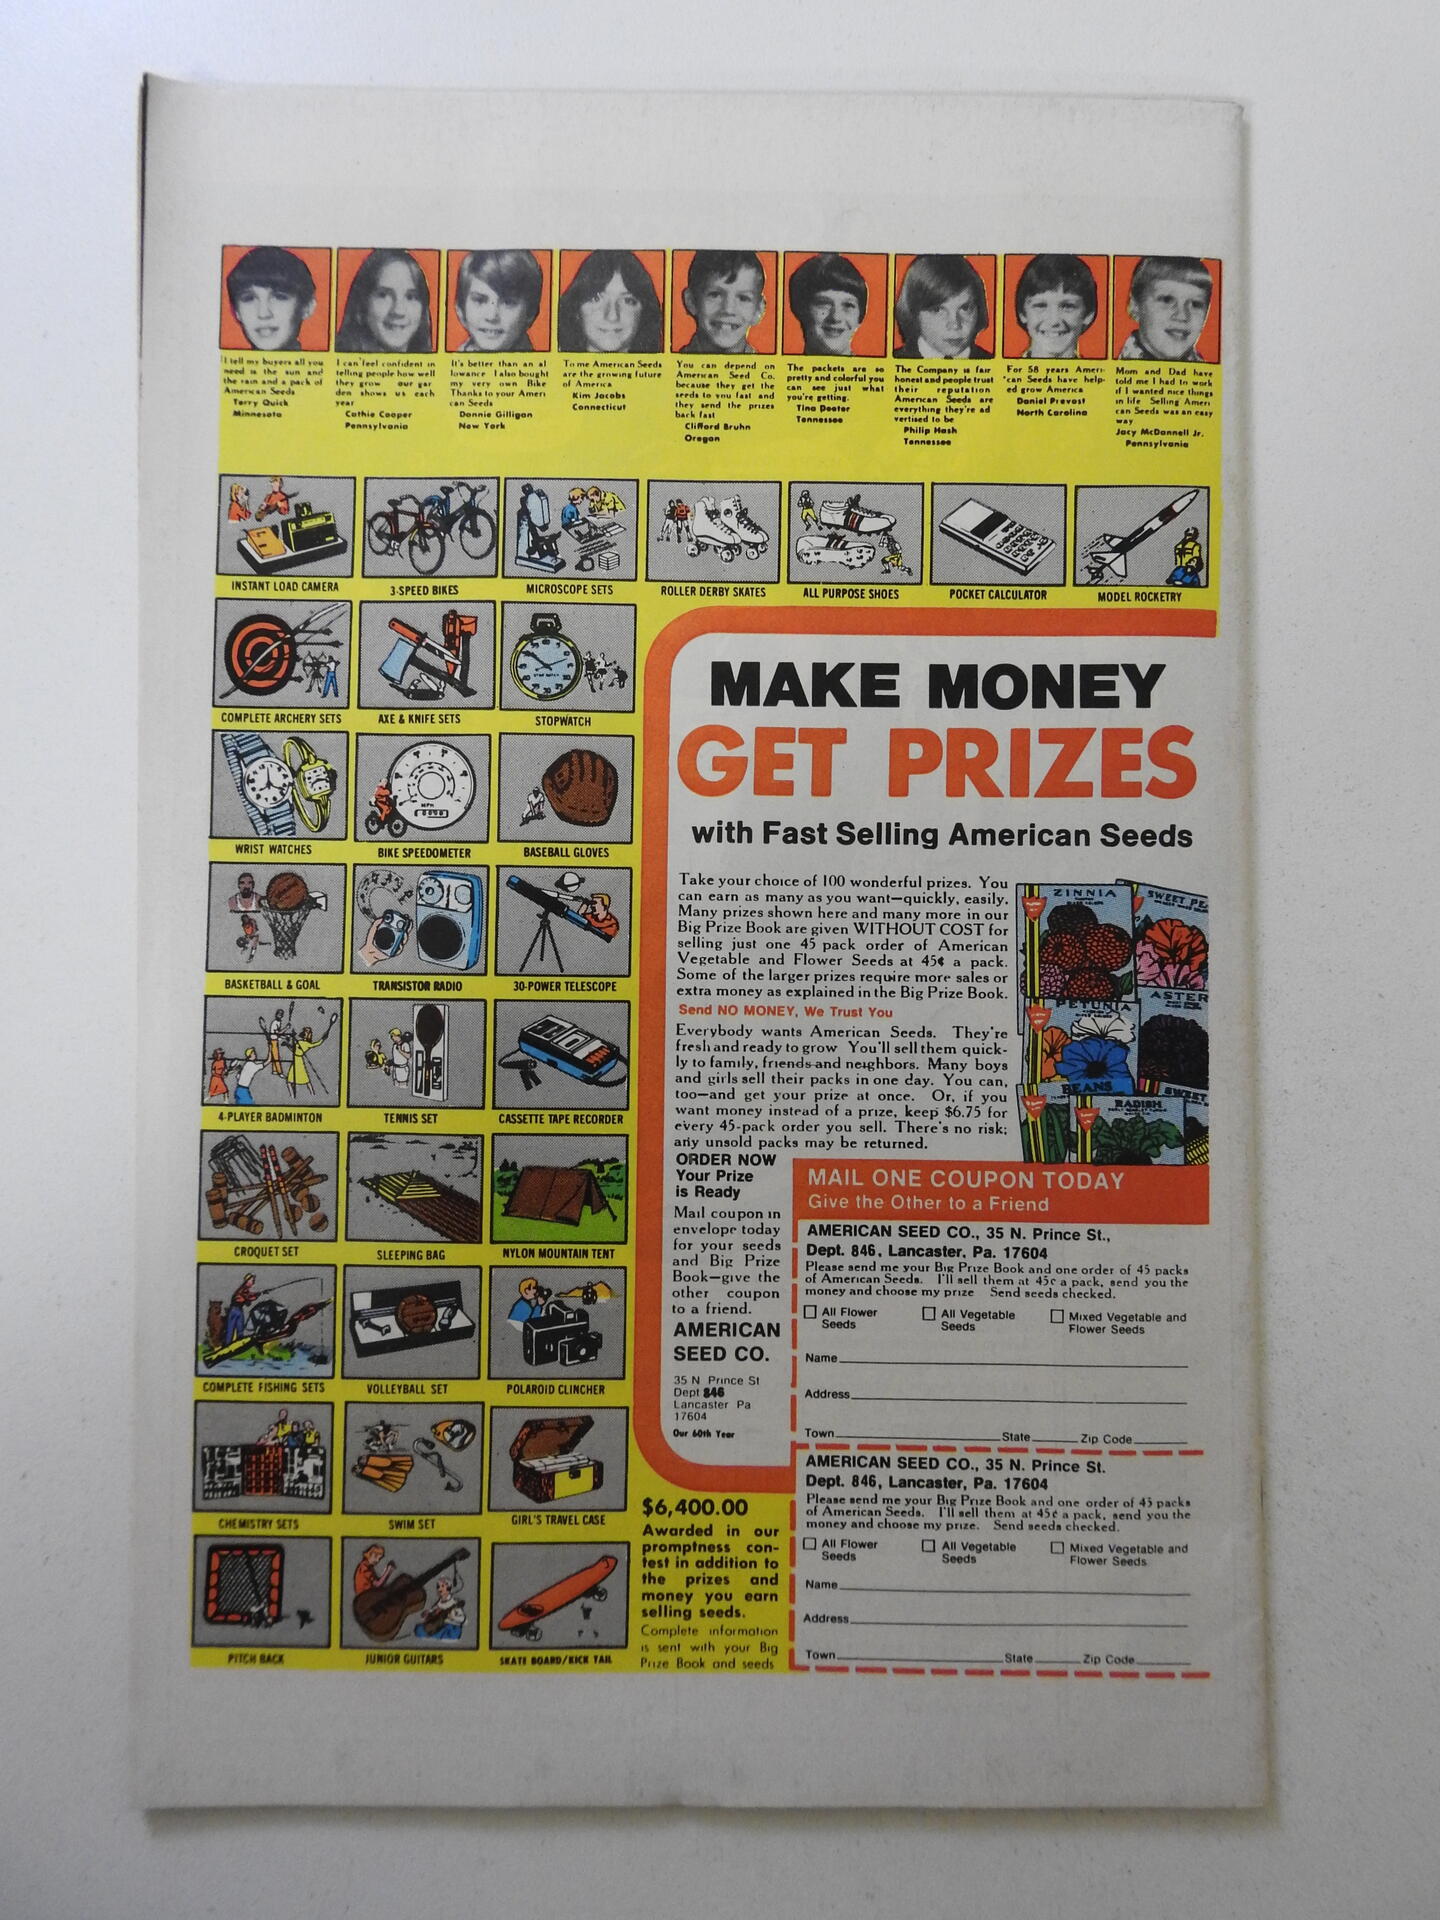 I tell my buyers all you
need is the sun and
the rain and a pack of
American Seeds
Terry Quick
Minnesota
I can feel confident in
telling people how well
they grow our gar
den shows us each
year
Cathie Cooper
Pennsylvania
It's better than an al
lowance I also bought
my very own Bike
Thanks to your Ameri
can Seeds
Donnie Gilligan
New York
To me American Seeds
are the growing future
of America
Kim Jacobs
Connecticut
You can depend on
American Seed Co.
because they get the
seeds to you fast and
they send the prizes
back fast
Clifford Bruhn
Oregon
The packets are so
pretty and colorful you
can see just what
you're getting.
Tina Deeter
Tennessee
The Company is fair
honest and people trust
their reputation
American Seeds are
everything they're ad
vertised to be
Philip Hash
Tennessee
For 58 years Ameri-
can Seeds have help-
ed grow America
Daniel Prevost
North Carolina
Mom and Dad have
told me I had to work
if I wanted nice things
in life Selling Ameri
can Seeds was an easy
way
Jacy McDonnell Jr.
Pennsylvania
INSTANT LOAD CAMERA
3-SPEED BIKES
MICROSCOPE SETS
ROLLER DERBY SKATES
ALL PURPOSE SHOES
POCKET CALCULATOR
MODEL ROCKETRY
COMPLETE ARCHERY SETS
AXE & KNIFE SETS
STOPWATCH
WRIST WATCHES
MPH
BIKE SPEEDOMETER
BASEBALL GLOVES
BASKETBALL & GOAL
TRANSISTOR RADIO
30-POWER TELESCOPE
4-PLAYER BADMINTON
TENNIS SET
CASSETTE TAPE RECORDER
CROQUET SET
SLEEPING BAG
NYLON MOUNTAIN TENT
COMPLETE FISHING SETS
VOLLEYBALL SET
POLAROID CLINCHER
CHEMISTRY SETS
SWIM SET
GIRL'S TRAVEL CASE
PITCH BACK
JUNIOR GUITARS
SKATE BOARD/KICK TAIL
MAKE MONEY
GET PRIZES
with Fast Selling American Seeds
Take your choice of 100 wonderful prizes. You
can earn as many as you want—quickly, easily.
Many prizes shown here and many more in our
Big Prize Book are given WITHOUT COST for
selling just one 45 pack order of American
Vegetable and Flower Seeds at 45¢ a pack.
Some of the larger prizes require more sales or
extra money as explained in the Big Prize Book.
Send NO MONEY, We Trust You
Everybody wants American Seeds. They're
fresh and ready to grow You'll sell them quick-
ly to family, friends and neighbors. Many boys
and girls sell their packs in one day. You can,
too—and get your prize at once. Or, if you
want money instead of a prize, keep $6.75 for
every 45-pack order you sell. There's no risk;
any unsold packs may be returned.
ZINNIA
SWEET PE
PETUNIA
ASTER
BEANS
RADISH
SWEET
ORDER NOW
Your Prize
is Ready
Mail coupon in
envelope today
for your seeds
and Big Prize
Book—give the
other coupon
to a friend.
AMERICAN
SEED CO.
35 N Prince St
Dept 846
Lancaster Pa
17604
Our 60th Year
$6,400.00
Awarded in our
promptness con-
test in addition to
the prizes and
money you earn
selling seeds.
Complete information
is sent with your Big
Prize Book and seeds
MAIL ONE COUPON TODAY
Give the Other to a Friend
AMERICAN SEED CO., 35 N. Prince St.,
Dept. 846, Lancaster, Pa. 17604
Please send me your Big Prize Book and one order of 45 packs
of American Seeds. I'll sell them at 45¢ a pack, send you the
money and choose my prize Send seeds checked.
All Flower
Seeds
All Vegetable
Seeds
Mixed Vegetable and
Flower Seeds
Name
Address
Town State Zip Code
AMERICAN SEED CO., 35 N. Prince St.
Dept. 846, Lancaster, Pa. 17604
Please send me your Big Prize Book and one order of 45 packs
of American Seeds. I'll sell them at 45¢ a pack, send you the
money and choose my prize. Send seeds checked.
All Flower
Seeds
All Vegetable
Seeds
Mixed Vegetable and
Flower Seeds
Name
Address
Town State Zip Code